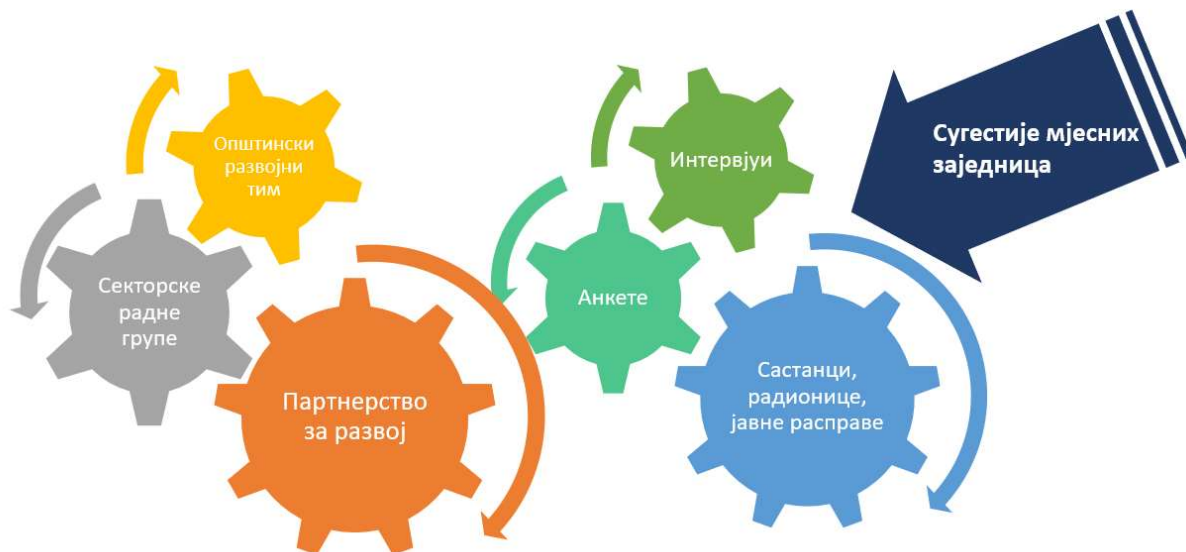 Општински
развојни
тим
Секторске
радне
групе
Партнерство
за развој
Интервјуи
Анкете
Састанци,
радионице,
јавне расправе
Сугестије мјесних
заједница